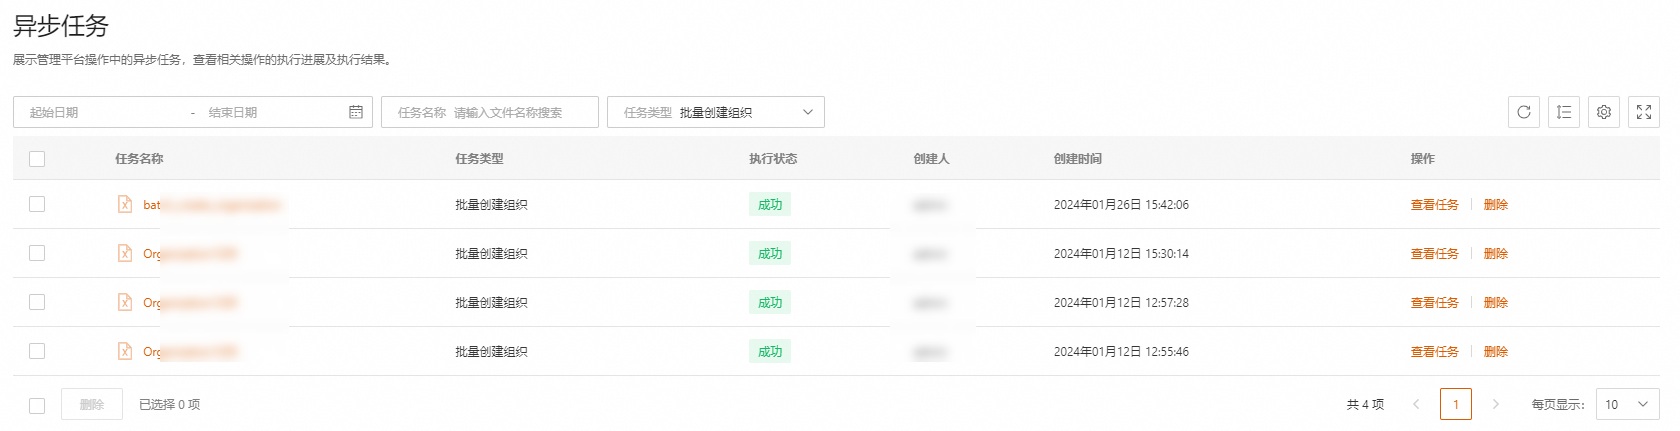 异步任务
展示管理平台操作中的异步任务，查看相关操作的执行进展及执行结果。
起始日期 - 结束日期 任务名称 请输入文件名称搜索 任务类型 批量创建组织
任务名称 任务类型 执行状态 创建人 创建时间 操作
批量创建组织 成功 2024年01月26日 15:42:06 查看任务 删除
批量创建组织 成功 2024年01月12日 15:30:14 查看任务 删除
批量创建组织 成功 2024年01月12日 12:57:28 查看任务 删除
批量创建组织 成功 2024年01月12日 12:55:46 查看任务 删除
删除 已选择 0 项 共 4 项 1 每页显示： 10